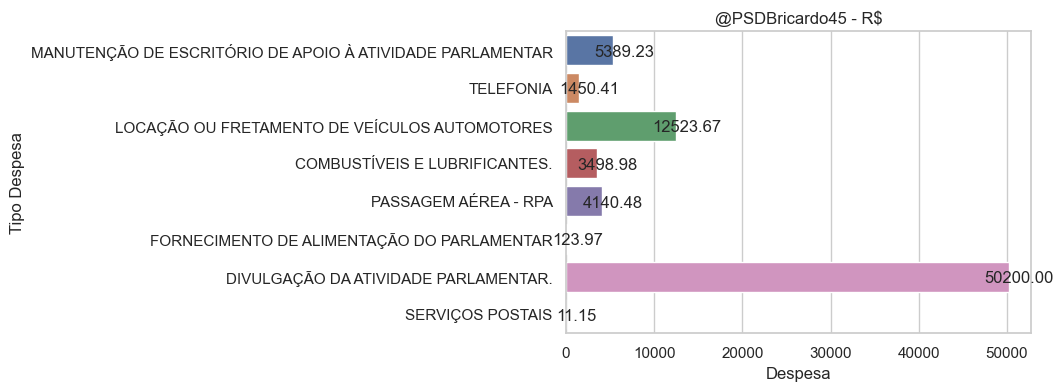 @PSDBricardo45 - R$
Tipo Despesa
MANUTENÇÃO DE ESCRITÓRIO DE APOIO À ATIVIDADE PARLAMENTAR 5389.23
TELEFONIA 1450.41
LOCAÇÃO OU FRETAMENTO DE VEÍCULOS AUTOMOTORES 12523.67
COMBUSTÍVEIS E LUBRIFICANTES. 3498.98
PASSAGEM AÉREA - RPA 4140.48
FORNECIMENTO DE ALIMENTAÇÃO DO PARLAMENTAR 123.97
DIVULGAÇÃO DA ATIVIDADE PARLAMENTAR. 50200.00
SERVIÇOS POSTAIS 11.15
0 10000 20000 30000 40000 50000
Despesa